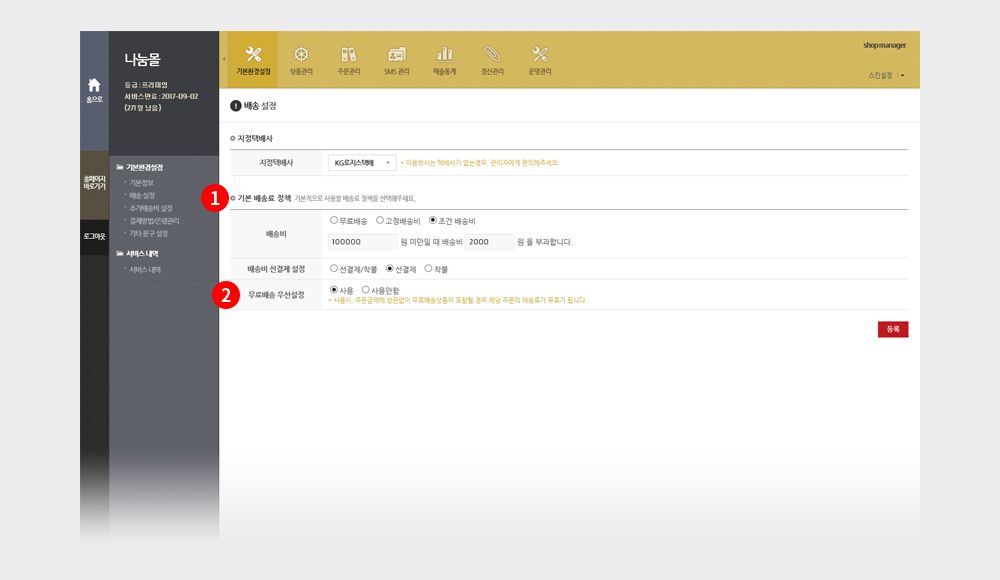 shop manager
나눔몰
기본환경설정
상품관리
주문관리
SMS 관리
매출통계
정산관리
운영관리
스킨설정
등급 : 프리미엄
서비스만료 : 2017-09-02
(271일 남음)
홈으로
! 배송 설정
지정택배사
지정택배사 KG로지스택배 * 이용하시는 택배사가 없는경우, 관리자에게 문의해주세요.
홈페이지
바로가기
로그아웃
기본환경설정
기본정보
배송 설정
추가배송비 설정
결제방법/은행관리
기타 문구 설정
서비스 내역
서비스 내역
1 기본 배송료 정책 기본적으로 사용할 배송료 정책을 선택해주세요.
배송비 무료배송 고정배송비 조건 배송비
100000 원 미만일 때 배송비 2000 원 을 부과합니다.
배송비 선결제 설정 선결제/착불 선결제 착불
2 무료배송 우선설정 사용 사용안함
* 사용시, 주문금액에 상관없이 무료배송상품이 포함될 경우 해당 주문의 배송료가 무료가 됩니다.
등록